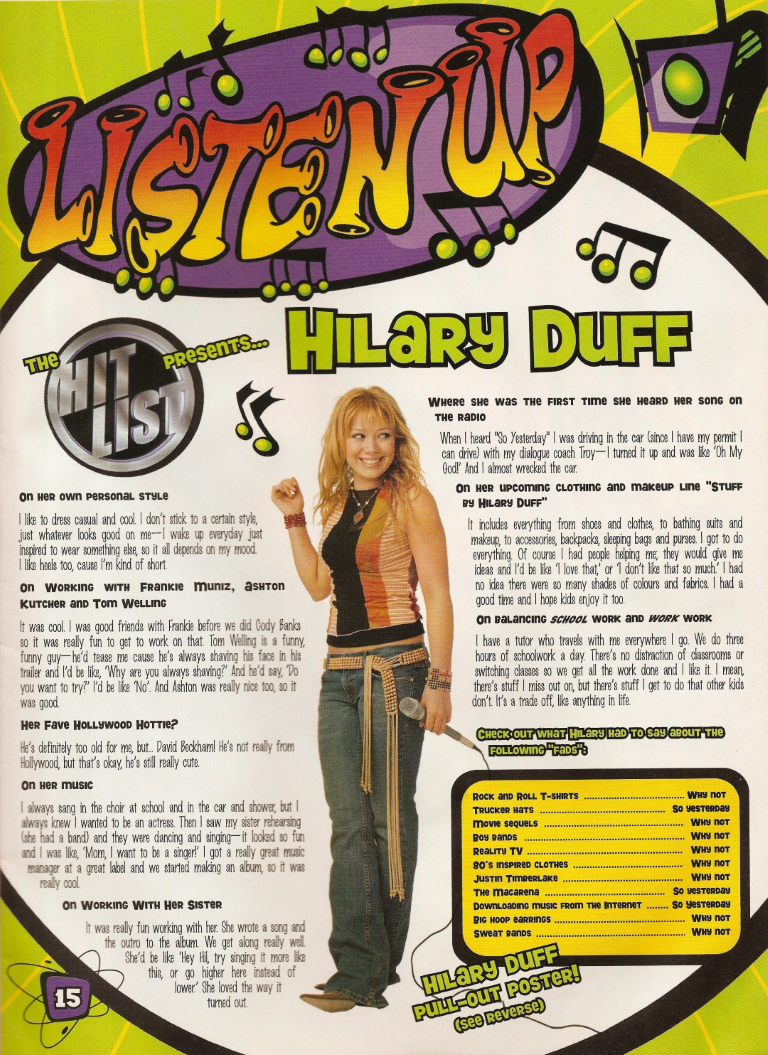 LISTEN UP
THE HIT LIST PRESENTS...
HILARY DUFF
ON HER OWN PERSONAL STYLE
I like to dress casual and cool. I don't stick to a certain style,
just whatever looks good on me—I wake up everyday just
inspired to wear something else, so it all depends on my mood.
I like heels too, cause I'm kind of short.
ON WORKING WITH FRANKIE MUNIZ, ASHTON
KUTCHER AND TOM WELLING
It was cool. I was good friends with Frankie before we did Cody Banks
so it was really fun to get to work on that. Tom Welling is a funny,
funny guy—he'd tease me cause he's always shaving his face in his
trailer and I'd be like, 'Why are you always shaving?' And he'd say, 'Do
you want to try?' I'd be like 'No'. And Ashton was really nice too, so it
was good.
HER FAVE HOLLYWOOD HOTTIE?
He's definitely too old for me, but... David Beckham! He's not really from
Hollywood, but that's okay, he's still really cute.
ON HER MUSIC
I always sang in the choir at school and in the car and shower, but I
always knew I wanted to be an actress. Then I saw my sister rehearsing
(she had a band) and they were dancing and singing—it looked so fun
and I was like, 'Mom, I want to be a singer!' I got a really great music
manager at a great label and we started making an album, so it was
really cool.
ON WORKING WITH HER SISTER
It was really fun working with her. She wrote a song and
the outro to the album. We get along really well.
She'd be like 'Hey Hil, try singing it more like
this, or go higher here instead of
lower.' She loved the way it
turned out.
15
WHERE SHE WAS THE FIRST TIME SHE HEARD HER SONG ON
THE RADIO
When I heard "So Yesterday" I was driving in the car (since I have my permit I
can drive) with my dialogue coach Troy—I turned it up and was like 'Oh My
God!' And I almost wrecked the car.
ON HER UPCOMING CLOTHING AND MAKEUP LINE "STUFF
BY HILARY DUFF"
It includes everything from shoes and clothes, to bathing suits and
makeup, to accessories, backpacks, sleeping bags and purses. I got to do
everything. Of course I had people helping me; they would give me
ideas and I'd be like 'I love that,' or 'I don't like that so much.' I had
no idea there were so many shades of colours and fabrics. I had a
good time and I hope kids enjoy it too.
ON BALANCING SCHOOL WORK AND WORK WORK
I have a tutor who travels with me everywhere I go. We do three
hours of schoolwork a day. There's no distraction of classrooms or
switching classes so we get all the work done and I like it. I mean,
there's stuff I miss out on, but there's stuff I get to do that other kids
don't. It's a trade off, like anything in life.
CHECK OUT WHAT HILARY HAD TO SAY ABOUT THE
FOLLOWING "FADS":
ROCK AND ROLL T-SHIRTS ........ WHY NOT
TRUCKER HATS ........ SO YESTERDAY
MOVIE SEQUELS ........ WHY NOT
BOY BANDS ........ WHY NOT
REALITY TV ........ WHY NOT
80'S INSPIRED CLOTHES ........ WHY NOT
JUSTIN TIMBERLAKE ........ WHY NOT
THE MACARENA ........ SO YESTERDAY
DOWNLOADING MUSIC FROM THE INTERNET ........ SO YESTERDAY
BIG HOOP EARRINGS ........ WHY NOT
SWEAT BANDS ........ WHY NOT
HILARY DUFF
PULL-OUT POSTER!
(SEE REVERSE)